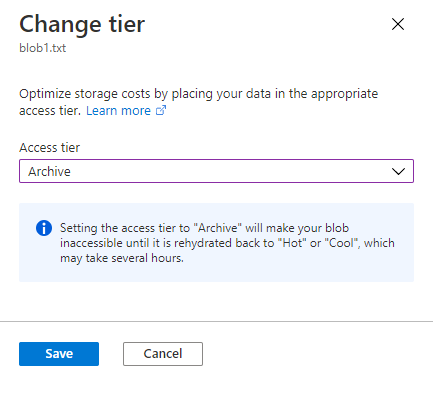 Change tier
blob1.txt
Optimize storage costs by placing your data in the appropriate
access tier. Learn more
Access tier
Archive
Setting the access tier to "Archive" will make your blob
inaccessible until it is rehydrated back to "Hot" or "Cool", which
may take several hours.
Save
Cancel